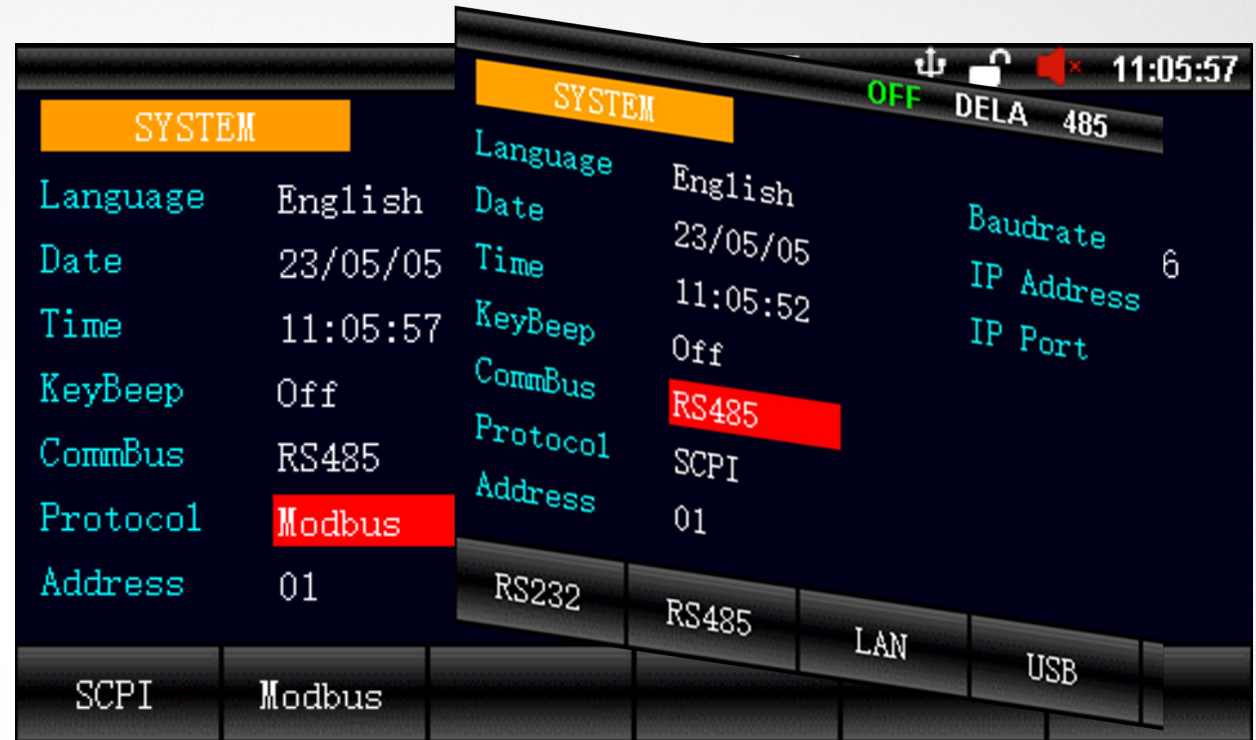 11:05:57
SYSTEM
Language English
Date 23/05/05
Time 11:05:57
KeyBeep Off
CommBus RS485
Protocol Modbus
Address 01
SCPI Modbus
OFF DELA 485
SYSTEM
Language English
Date 23/05/05 Baudrate
Time 11:05:52 IP Address
KeyBeep Off IP Port
CommBus RS485
Protocol SCPI
Address 01
RS232 RS485 LAN USB